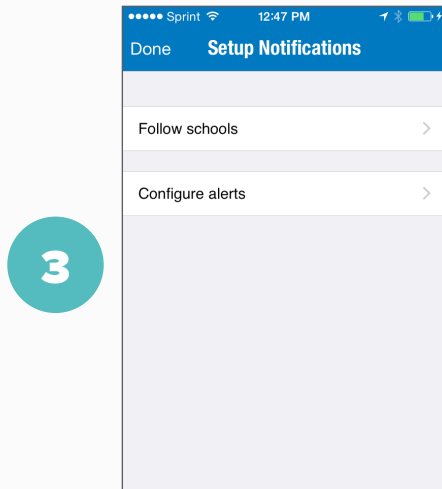 Sprint 12:47 PM
Done Setup Notifications
Follow schools
Configure alerts
3